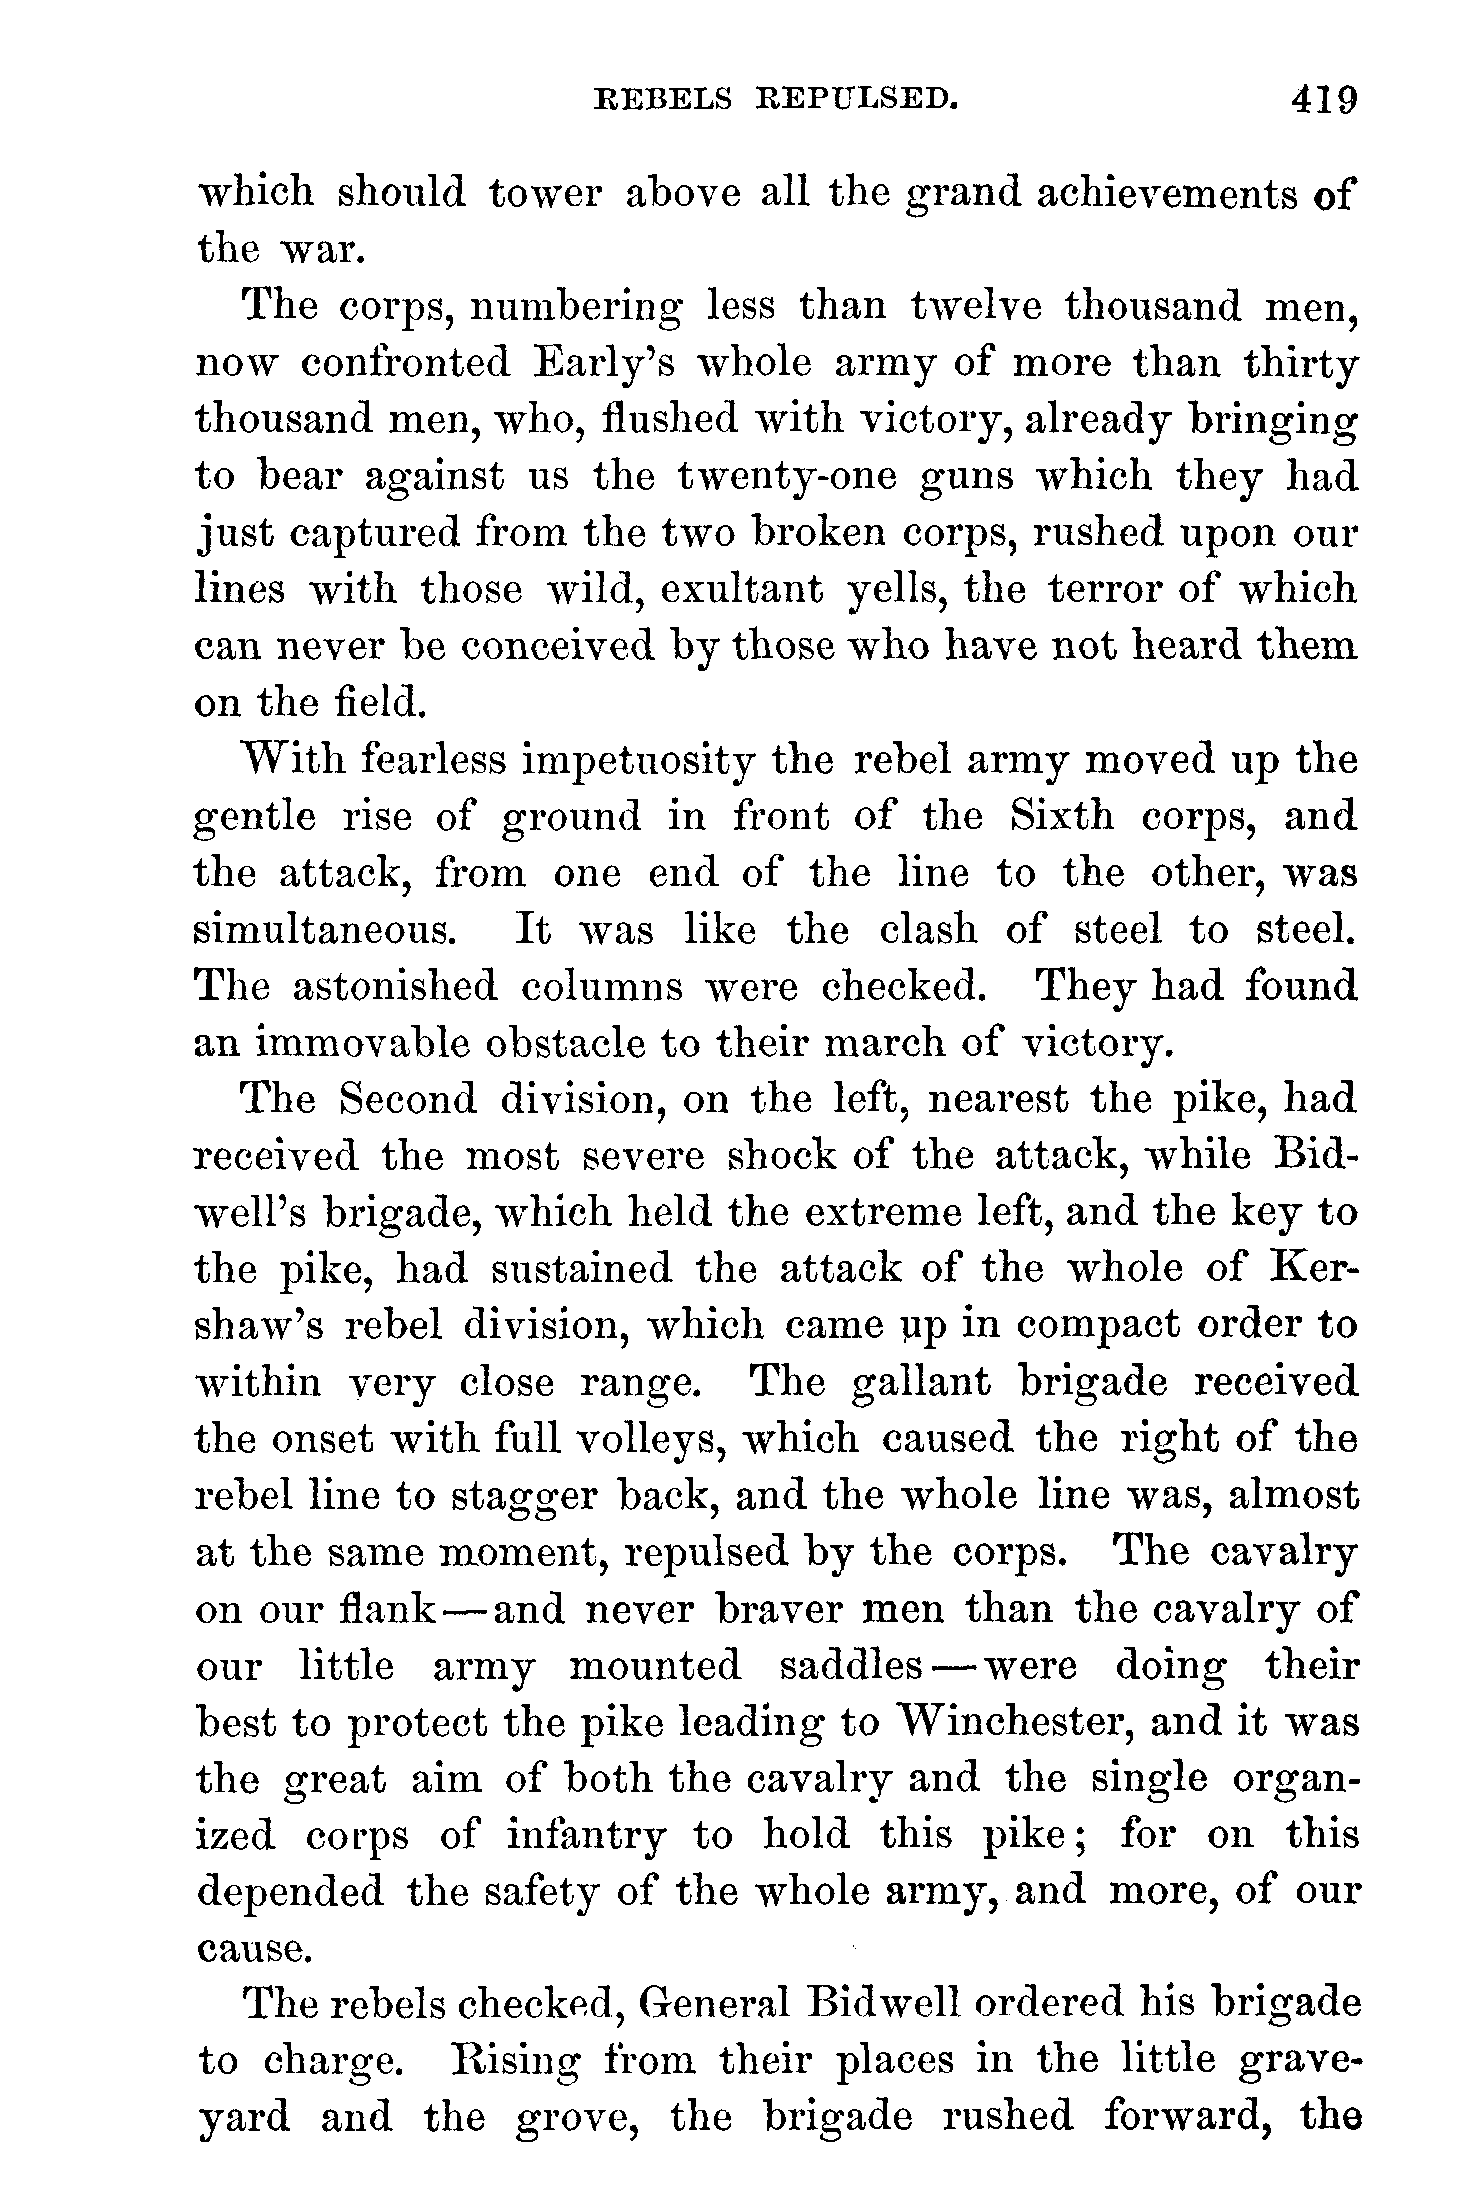 REBELS REPULSED. 419
which should tower above all the grand achievements of
the war.
The corps, numbering less than twelve thousand men,
now confronted Early's whole army of more than thirty
thousand men, who, flushed with victory, already bringing
to bear against us the twenty-one guns which they had
just captured from the two broken corps, rushed upon our
lines with those wild, exultant yells, the terror of which
can never be conceived by those who have not heard them
on the field.
With fearless impetuosity the rebel army moved up the
gentle rise of ground in front of the Sixth corps, and
the attack, from one end of the line to the other, was
simultaneous. It was like the clash of steel to steel.
The astonished columns were checked. They had found
an immovable obstacle to their march of victory.
The Second division, on the left, nearest the pike, had
received the most severe shock of the attack, while Bid-
well's brigade, which held the extreme left, and the key to
the pike, had sustained the attack of the whole of Ker-
shaw's rebel division, which came up in compact order to
within very close range. The gallant brigade received
the onset with full volleys, which caused the right of the
rebel line to stagger back, and the whole line was, almost
at the same moment, repulsed by the corps. The cavalry
on our flank—and never braver men than the cavalry of
our little army mounted saddles—were doing their
best to protect the pike leading to Winchester, and it was
the great aim of both the cavalry and the single organ-
ized corps of infantry to hold this pike; for on this
depended the safety of the whole army, and more, of our
cause.
The rebels checked, General Bidwell ordered his brigade
to charge. Rising from their places in the little grave-
yard and the grove, the brigade rushed forward, the